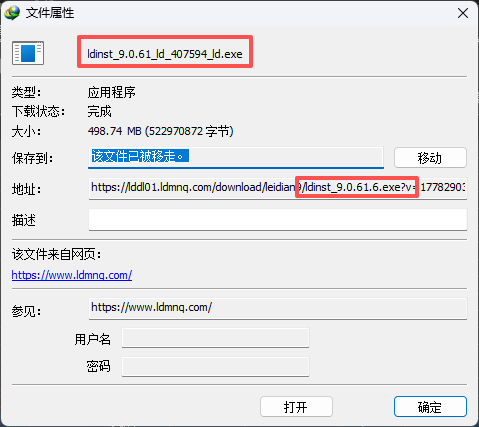 文件属性
ldinst_9.0.61_ld_407594_ld.exe
类型： 应用程序
下载状态： 完成
大小： 498.74 MB (522970872 字节)
保存到： 该文件已被移走。 移动
地址： https://lddl01.ldmnq.com/download/leidian9/ldinst_9.0.61.6.exe?v=17782903
描述
该文件来自网页：
https://www.ldmnq.com/
参见： https://www.ldmnq.com/
用户名
密码
打开 确定